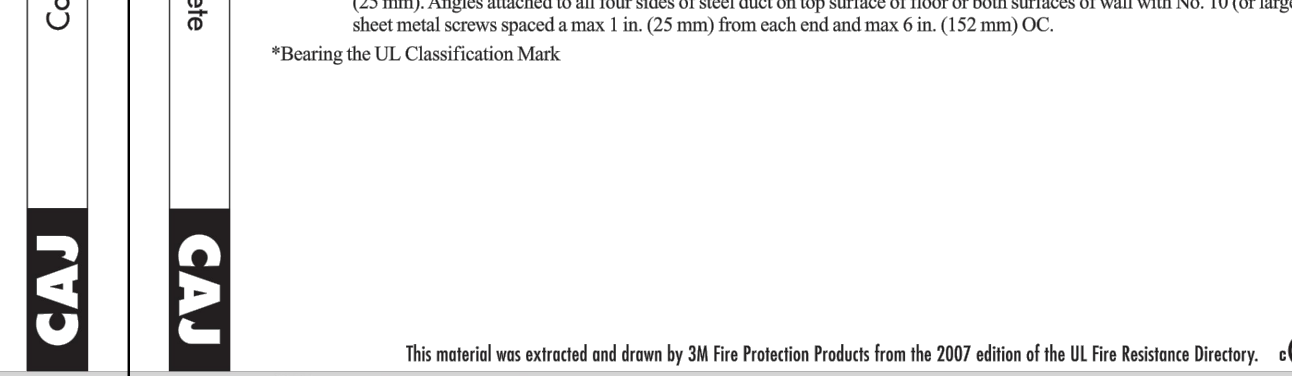 (25 mm). Angles attached to all four sides of steel duct on top surface of floor or both surfaces of wall with No. 10 (or
sheet metal screws spaced a max 1 in. (25 mm) from each end and max 6 in. (152 mm) OC.
*Bearing the UL Classification Mark
CAJ
CAJ
This material was extracted and drawn by 3M Fire Protection Products from the 2007 edition of the UL Fire Resistance Directory.